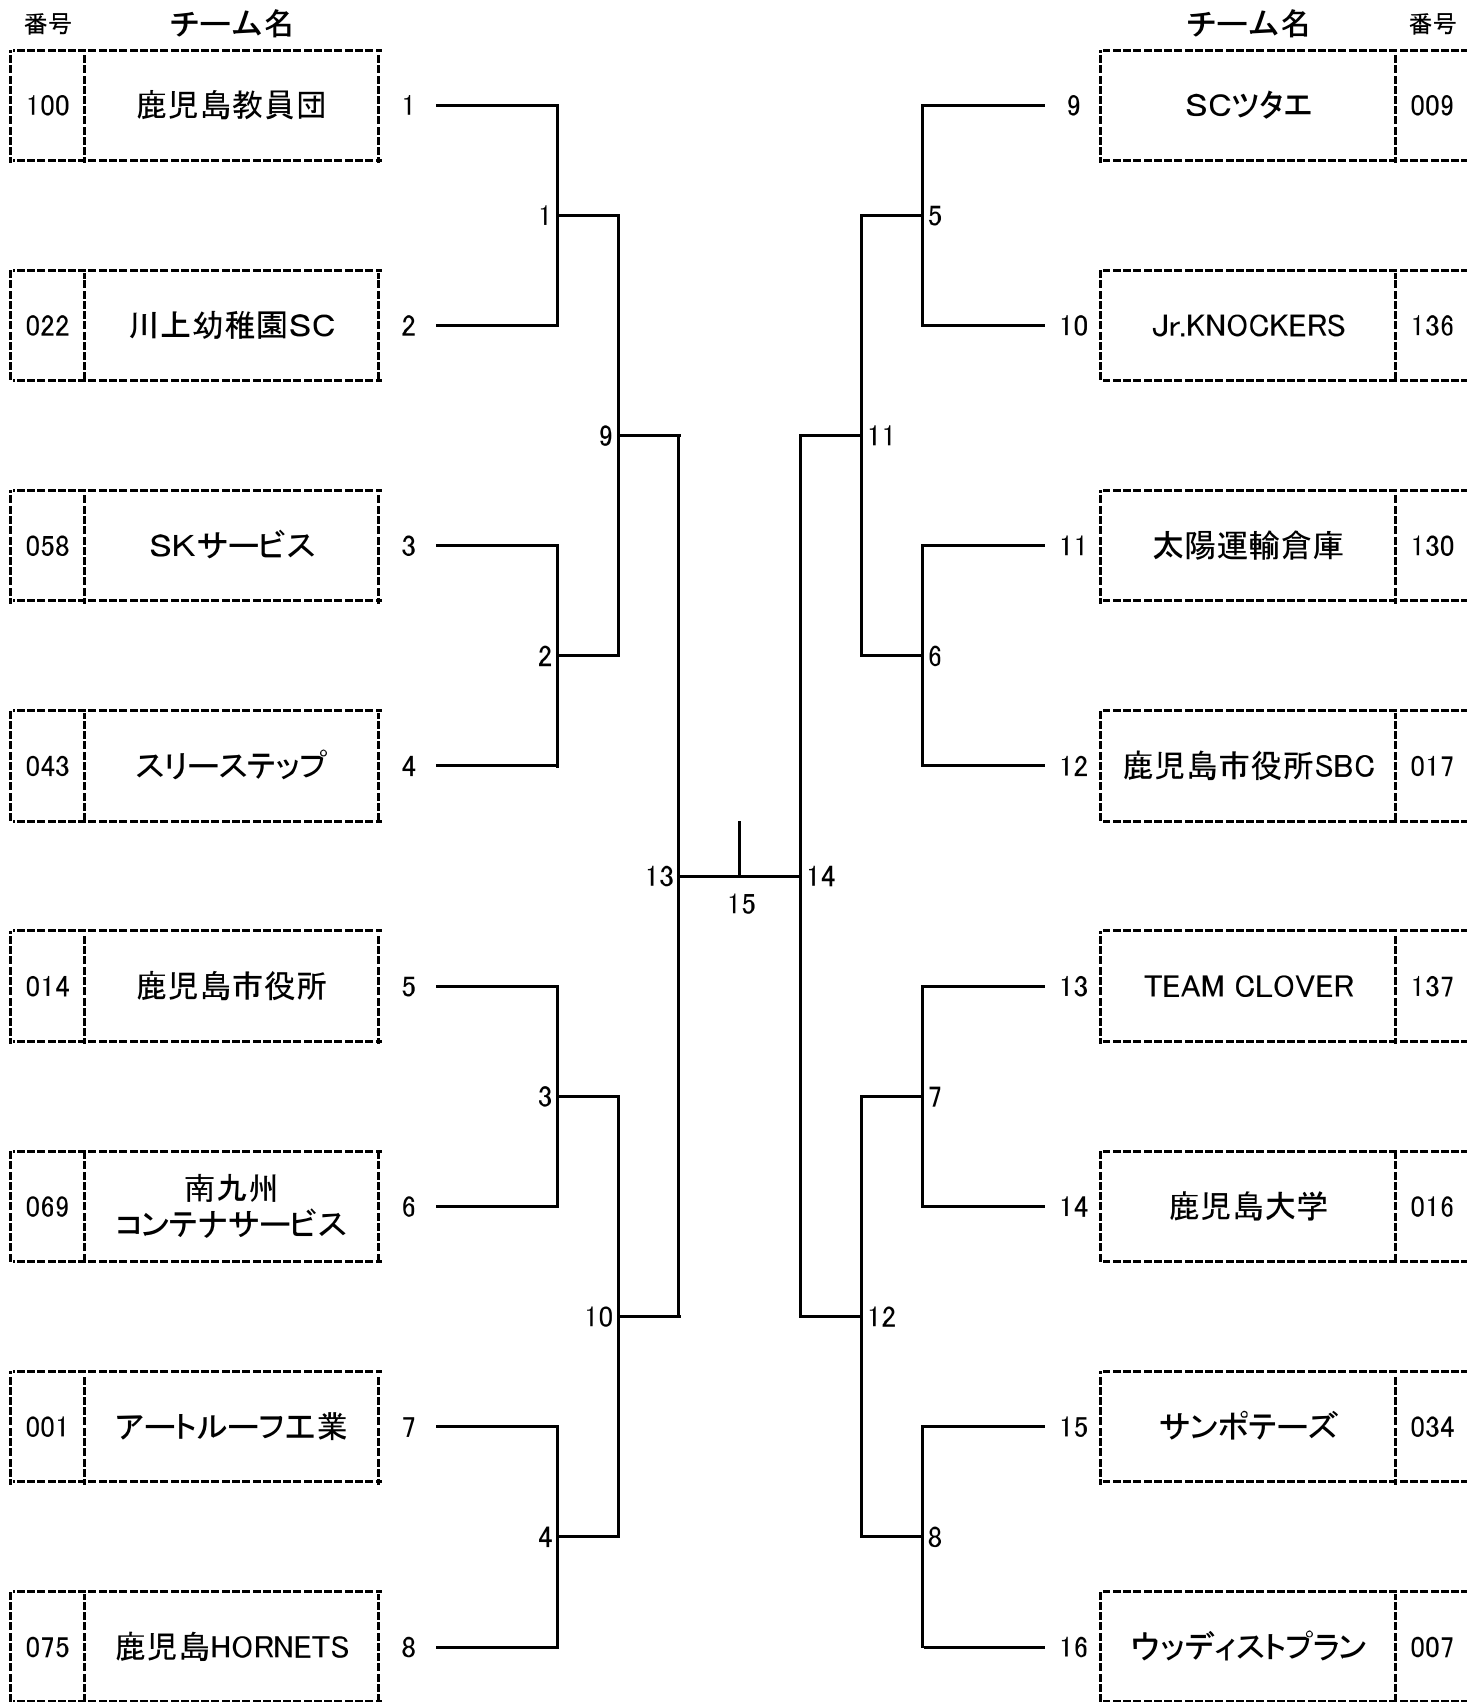 番号 チーム名 チーム名 番号
100 鹿児島教員団 1 9 SCツタエ 009
1 5
022 川上幼稚園SC 2 10 Jr.KNOCKERS 136
9 11
058 SKサービス 3 11 太陽運輸倉庫 130
2 6
043 スリーステップ 4 12 鹿児島市役所SBC 017
13 14
15
014 鹿児島市役所 5 13 TEAM CLOVER 137
3 7
南九州
069 コンテナサービス 6 14 鹿児島大学 016
10 12
001 アートルーフ工業 7 15 サンポテーズ 034
4 8
075 鹿児島HORNETS 8 16 ウッディストプラン 007